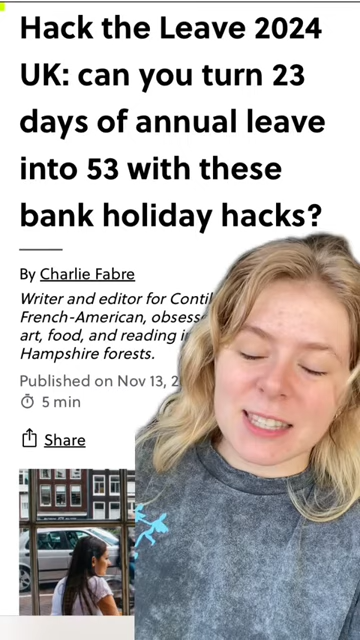 Hack the Leave 2024
UK: can you turn 23
days of annual leave
into 53 with these
bank holiday hacks?
By Charlie Fabre
Writer and editor for
French-American,
art, food, and reading
Hampshire forests.
Published on Nov 13,
5 min
Share